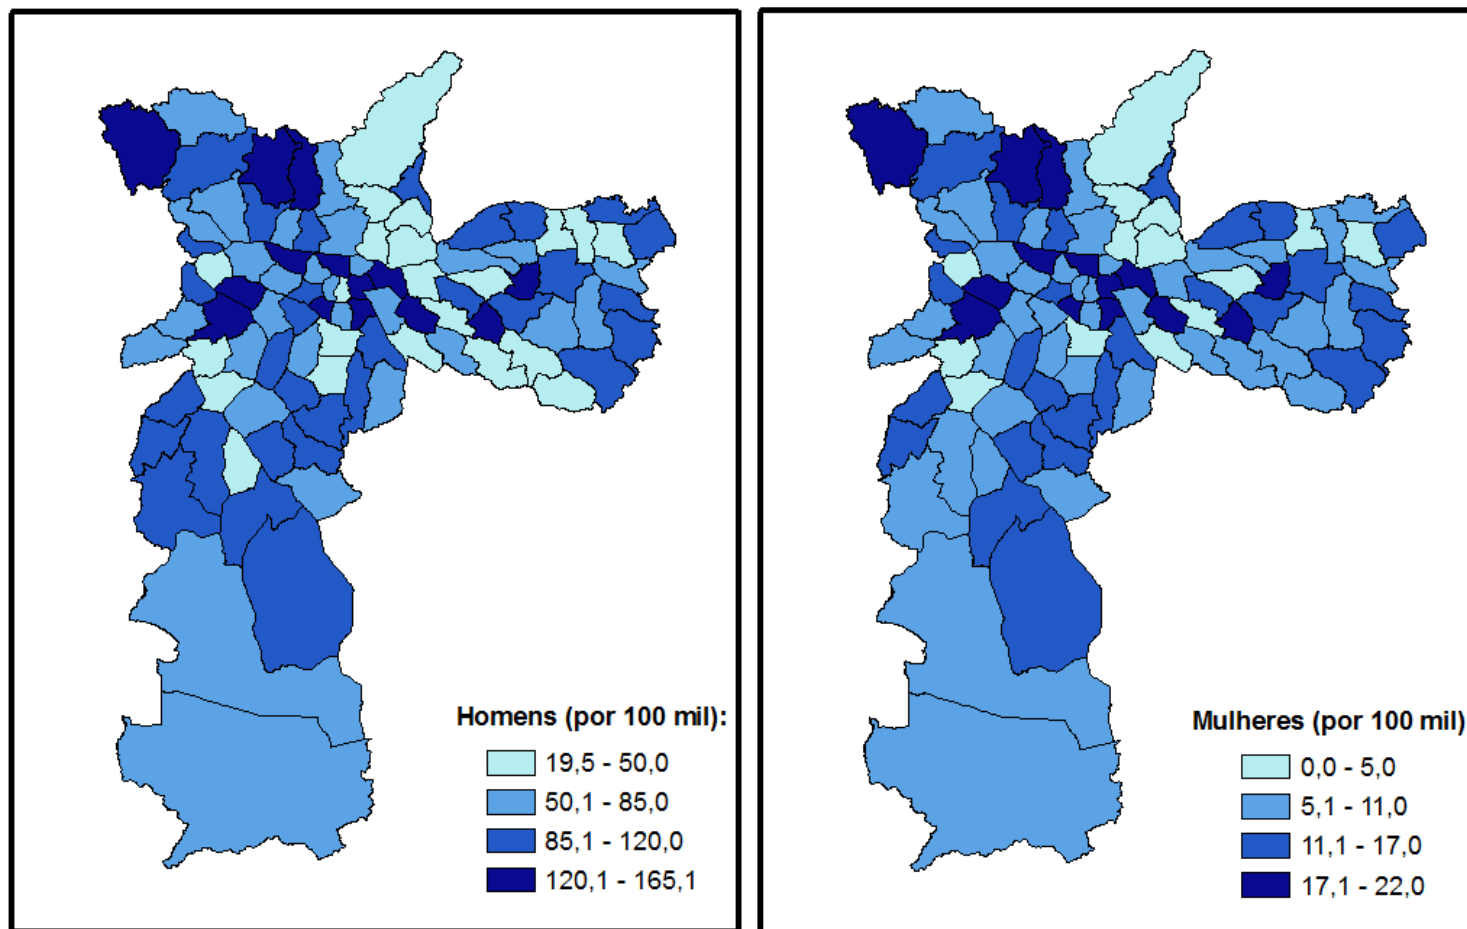 Homens (por 100 mil):
19,5 - 50,0
50,1 - 85,0
85,1 - 120,0
120,1 - 165,1
Mulheres (por 100 mil)
0,0 - 5,0
5,1 - 11,0
11,1 - 17,0
17,1 - 22,0